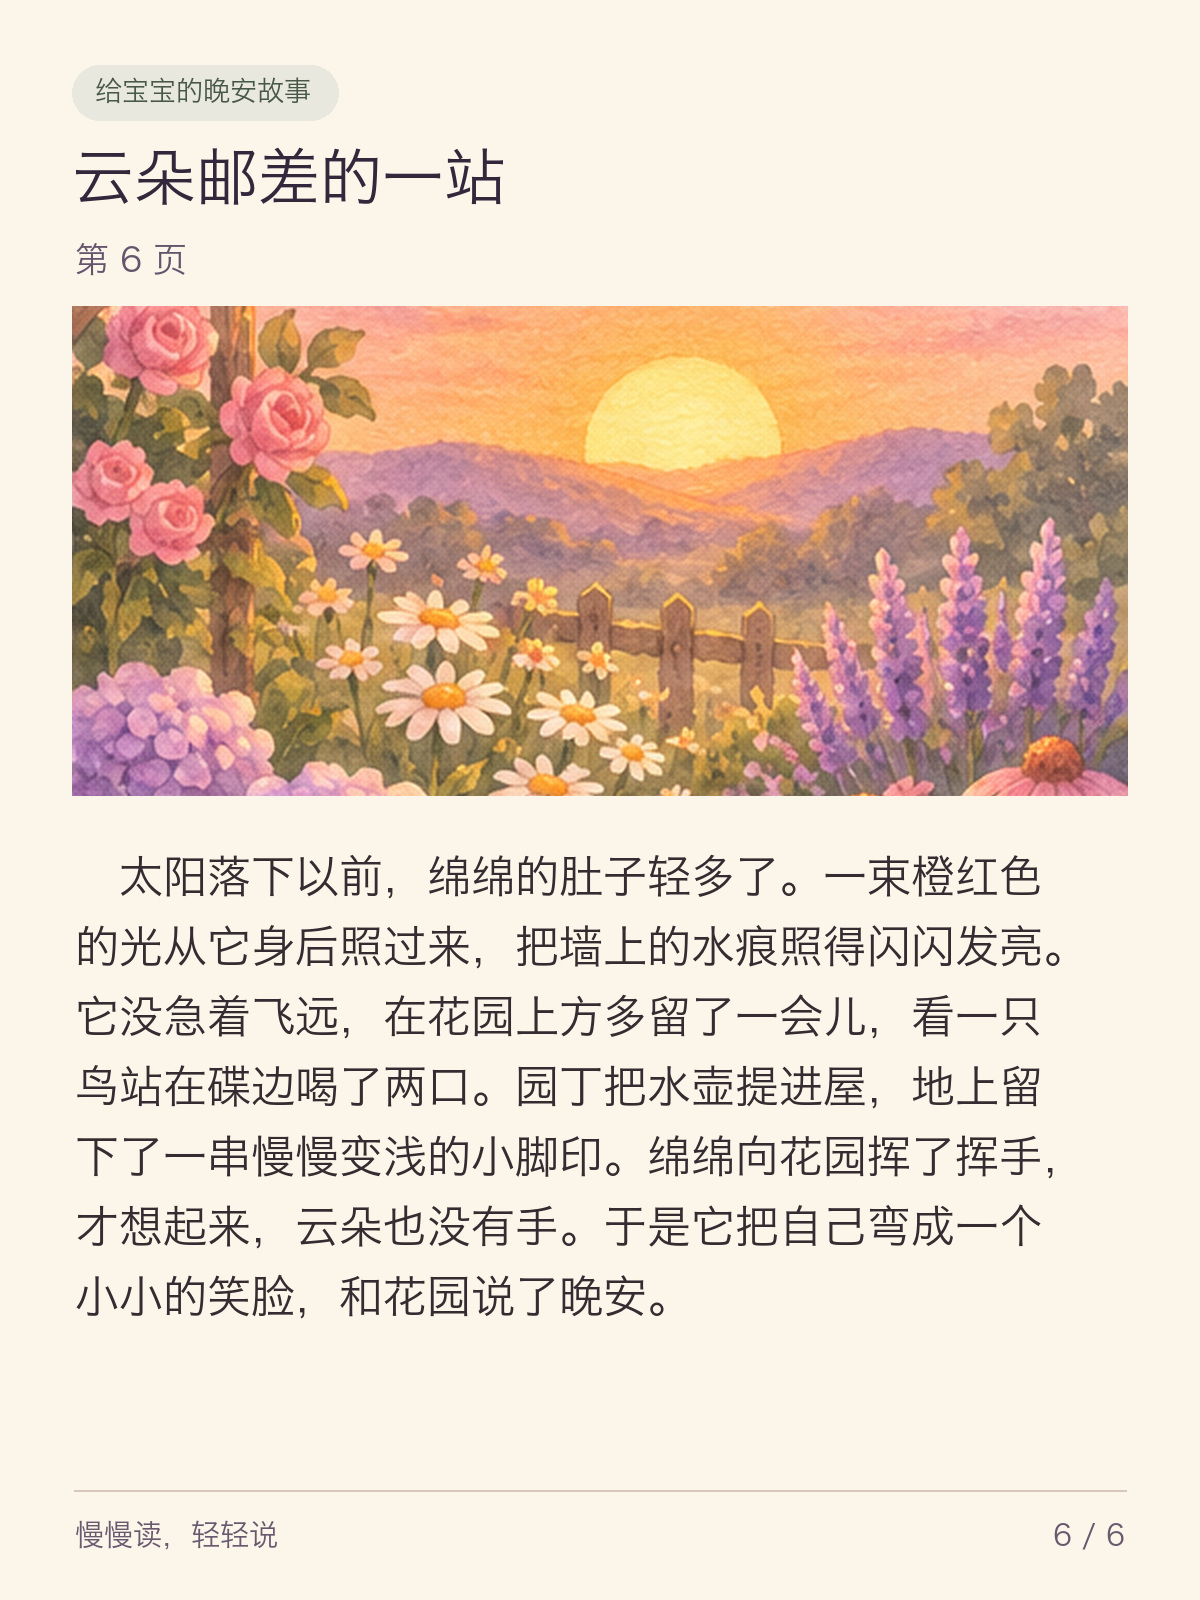 给宝宝的晚安故事
云朵邮差的一站
第 6 页
太阳落下以前，绵绵的肚子轻多了。一束橙红色
的光从它身后照过来，把墙上的水痕照得闪闪发亮。
它没急着飞远，在花园上方多留了一会儿，看一只
鸟站在碟边喝了两口。园丁把水壶提进屋，地上留
下了一串慢慢变浅的小脚印。绵绵向花园挥了挥手，
才想起来，云朵也没有手。于是它把自己弯成一个
小小的笑脸，和花园说了晚安。
慢慢读，轻轻说
6 / 6